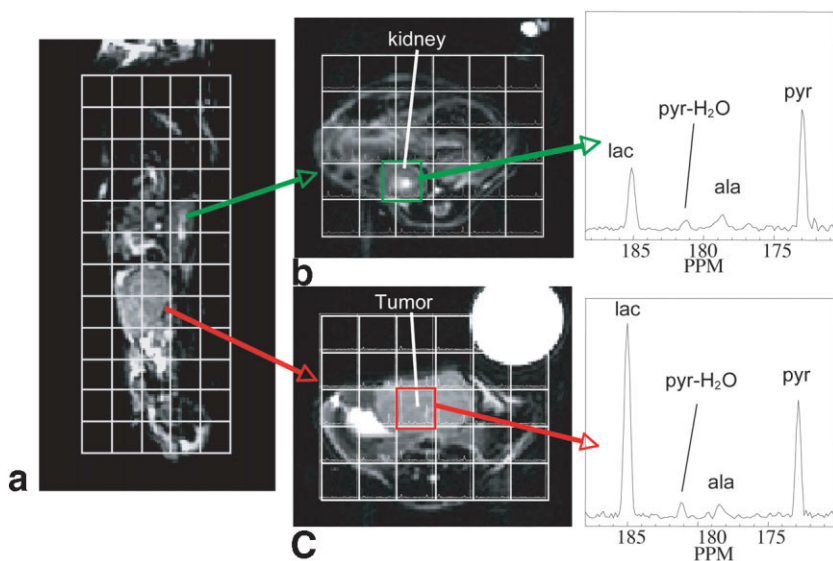 a
b
kidney
lac
pyr-H₂O
ala
pyr
185 180 175
PPM
C
Tumor
lac
pyr-H₂O
ala
pyr
185 180 175
PPM